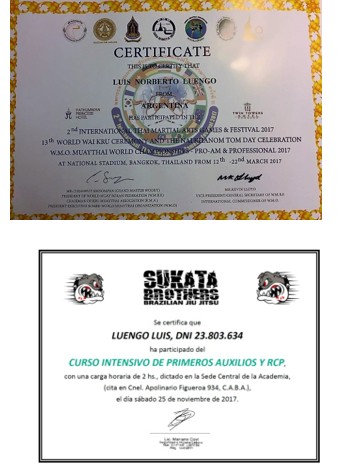 CERTIFICATE
THIS IS TO CERTIFY THAT
LUIS NORBERTO LUENGO
FROM
ARGENTINA
HAS PARTICIPATED IN THE
2nd INTERNATIONAL THAI MARTIAL ARTS GAMES & FESTIVAL 2017
13th WORLD WAI KRU CEREMONY AND THE NAI KHANOM TOM DAY CELEBRATION
W.M.O. MUAYTHAI WORLD CHAMPIONSHIPS - PRO-AM & PROFESSIONAL 2017
AT NATIONAL STADIUM, BANGKOK, THAILAND FROM 12th -22nd MARCH 2017
SUKATA
BROTHERS
BRAZILIAN JIU JITSU
Se certifica que
LUENGO LUIS, DNI 23.803.634
ha participado del
CURSO INTENSIVO DE PRIMEROS AUXILIOS Y RCP,
con una carga horaria de 2 hs., dictado en la Sede Central de la Academia,
(cita en Cnel. Apolinario Figueroa 934, C.A.B.A.),
el día sábado 25 de noviembre de 2017.